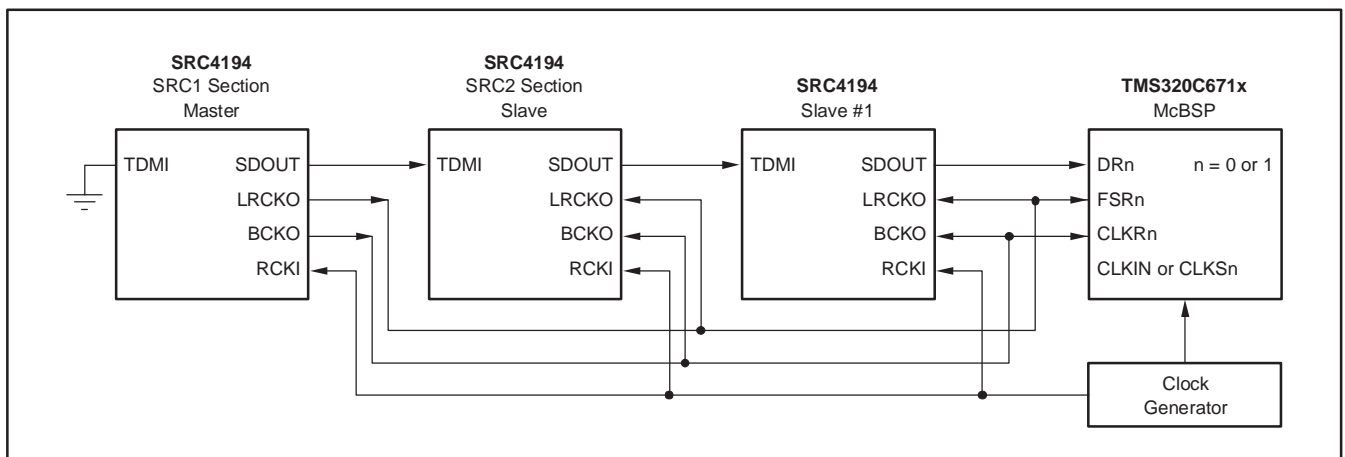 SRC4194
SRC1 Section
Master
TDMI
SDOUT
LRCKO
BCKO
RCKI
SRC4194
SRC2 Section
Slave
TDMI
SDOUT
LRCKO
BCKO
RCKI
SRC4194
Slave #1
TDMI
SDOUT
LRCKO
BCKO
RCKI
TMS320C671x
McBSP
DRn n = 0 or 1
FSRn
CLKRn
CLKIN or CLKSn
Clock
Generator